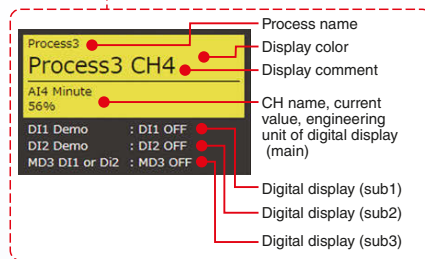 Process3
Process3 CH4
AI4 Minute
56%
DI1 Demo : DI1 OFF
DI2 Demo : DI2 OFF
MD3 DI1 or Di2 : MD3 OFF
Process name
Display color
Display comment
CH name, current
value, engineering
unit of digital display
(main)
Digital display (sub1)
Digital display (sub2)
Digital display (sub3)